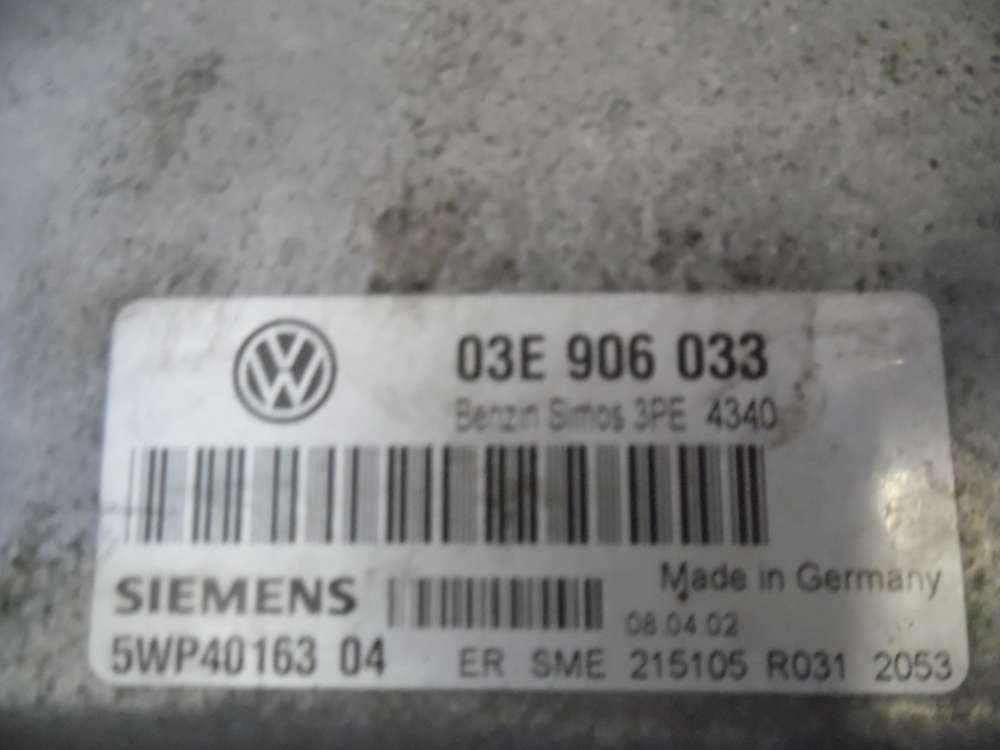 03E 906 033
Benzin Simos 3PE 4340
SIEMENS
Made in Germany
08.04.02
5WP40163 04
ER SME 215105 R031 2053